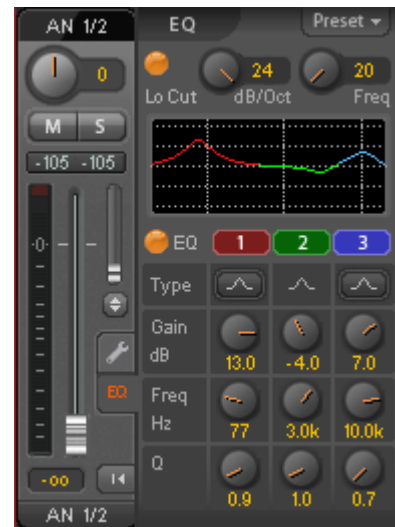 AN 1/2
0
M S
-105 -105
-0-
EQ
-oo
AN 1/2
EQ Preset
24 20
Lo Cut dB/Oct Freq
EQ 1 2 3
Type
Gain
dB 13.0 -4.0 7.0
Freq
Hz 77 3.0k 10.0k
Q
0.9 1.0 0.7